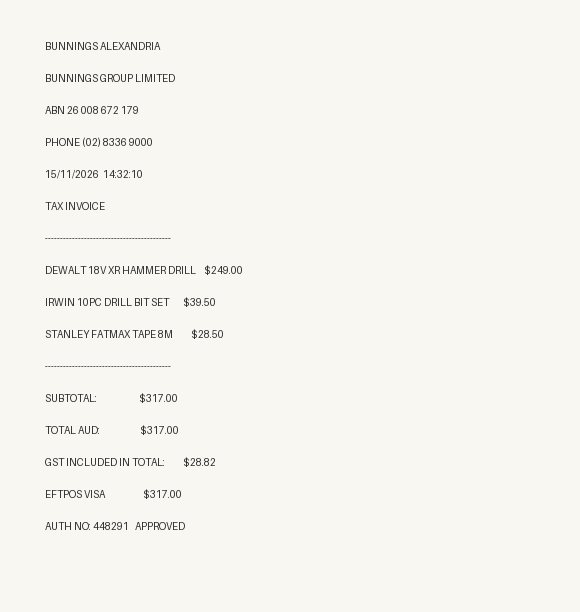 BUNNINGS ALEXANDRIA
BUNNINGS GROUP LIMITED
ABN 26 008 672 179
PHONE (02) 8336 9000
15/11/2026 14:32:10
TAX INVOICE
------------------------------------------
DEWALT 18V XR HAMMER DRILL $249.00
IRWIN 10PC DRILL BIT SET $39.50
STANLEY FATMAX TAPE 8M $28.50
------------------------------------------
SUBTOTAL: $317.00
TOTAL AUD: $317.00
GST INCLUDED IN TOTAL: $28.82
EFTPOS VISA $317.00
AUTH NO: 448291 APPROVED